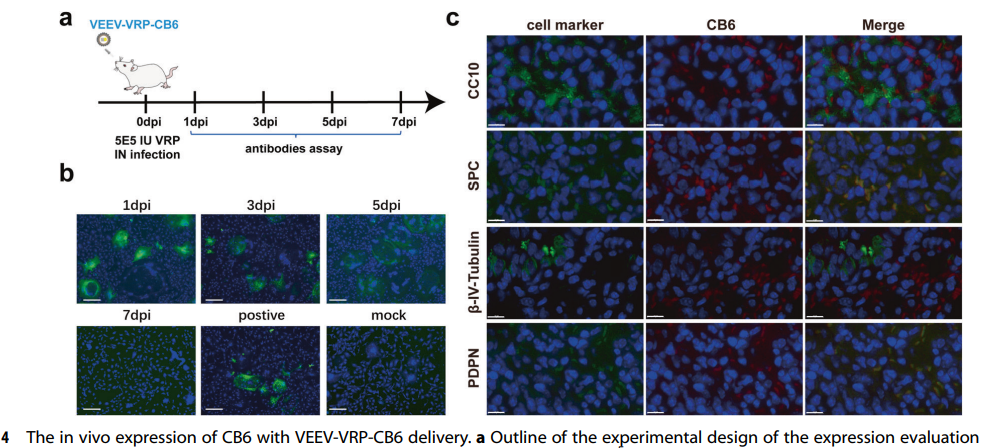 a
VEEV-VRP-CB6
0dpi 1dpi 3dpi 5dpi 7dpi
5E5 IU VRP
IN infection
antibodies assay
b
1dpi 3dpi 5dpi
7dpi postive mock
c
cell marker CB6 Merge
CC10
SPC
β-IV-Tubulin
PDPN
4 The in vivo expression of CB6 with VEEV-VRP-CB6 delivery. a Outline of the experimental design of the expression evaluation